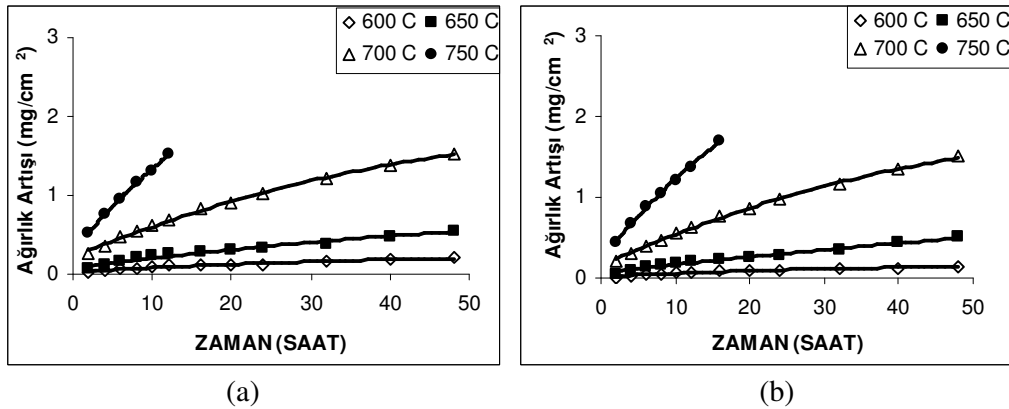 600 C 650 C
700 C 750 C
Ağırlık Artışı (mg/cm ²)
3
2
1
0
0 10 20 30 40 50
ZAMAN (SAAT)
(a)
600 C 650 C
700 C 750 C
Ağırlık Artışı (mg/cm ²)
3
2
1
0
0 10 20 30 40 50
ZAMAN (SAAT)
(b)